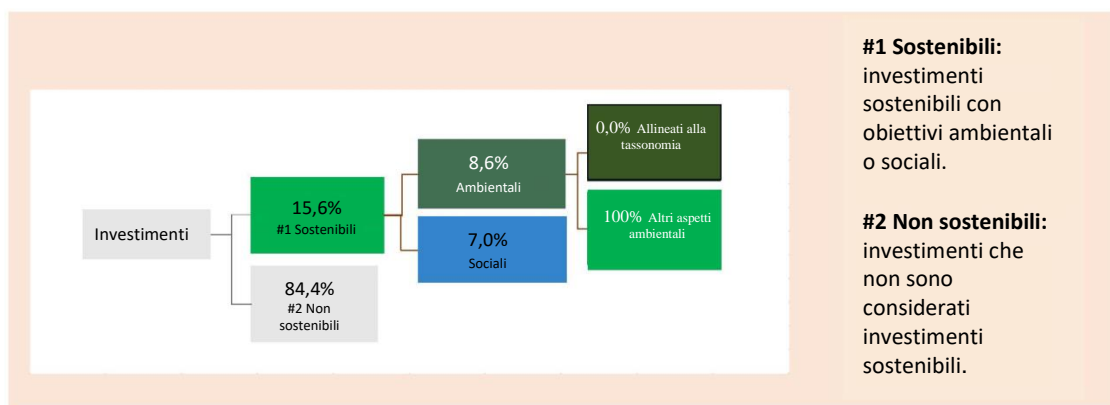 Investimenti
15,6%
#1 Sostenibili
84,4%
#2 Non
sostenibili
8,6%
Ambientali
7,0%
Sociali
0,0% Allineati alla
tassonomia
100% Altri aspetti
ambientali
#1 Sostenibili:
investimenti
sostenibili con
obiettivi ambientali
o sociali.
#2 Non sostenibili:
investimenti che
non sono
considerati
investimenti
sostenibili.